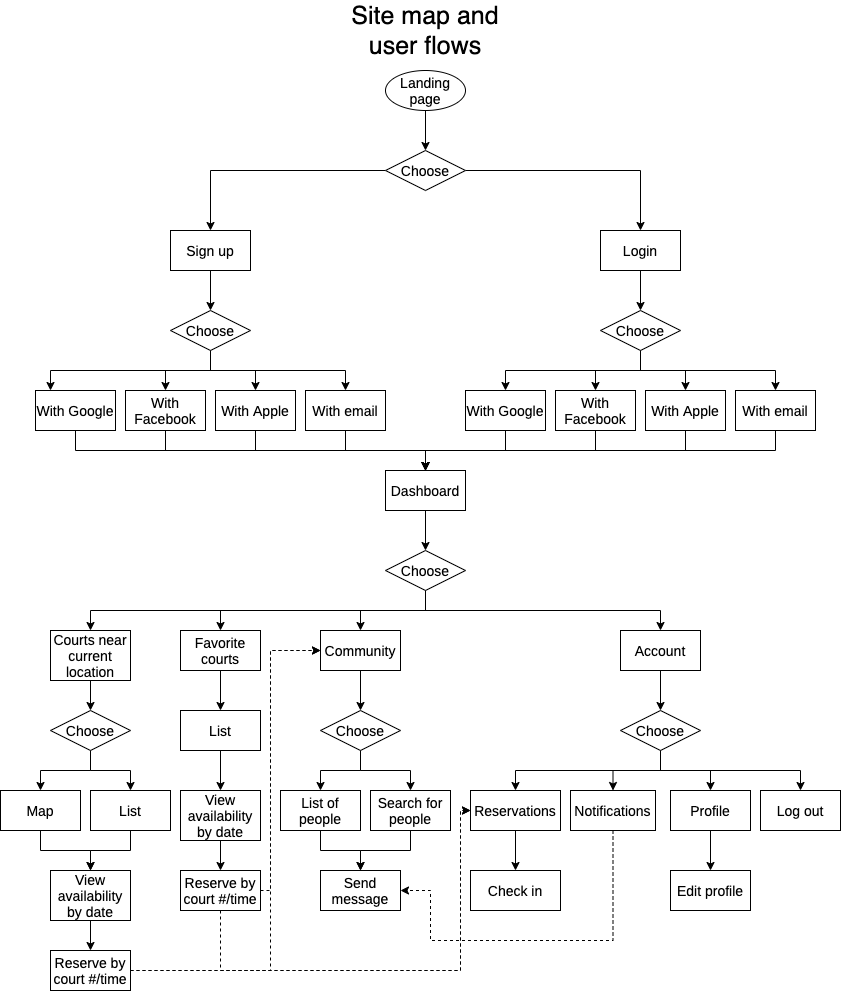 Site map and
user flows
Landing
page
Choose
Sign up
Login
Choose
Choose
With Google
With
Facebook
With Apple
With email
With Google
With
Facebook
With Apple
With email
Dashboard
Choose
Courts near
current
location
Favorite
courts
Community
Account
Choose
List
Choose
Choose
Map
List
View
availability
by date
List of
people
Search for
people
Reservations
Notifications
Profile
Log out
View
availability
by date
Reserve by
court #/time
Send
message
Check in
Edit profile
Reserve by
court #/time